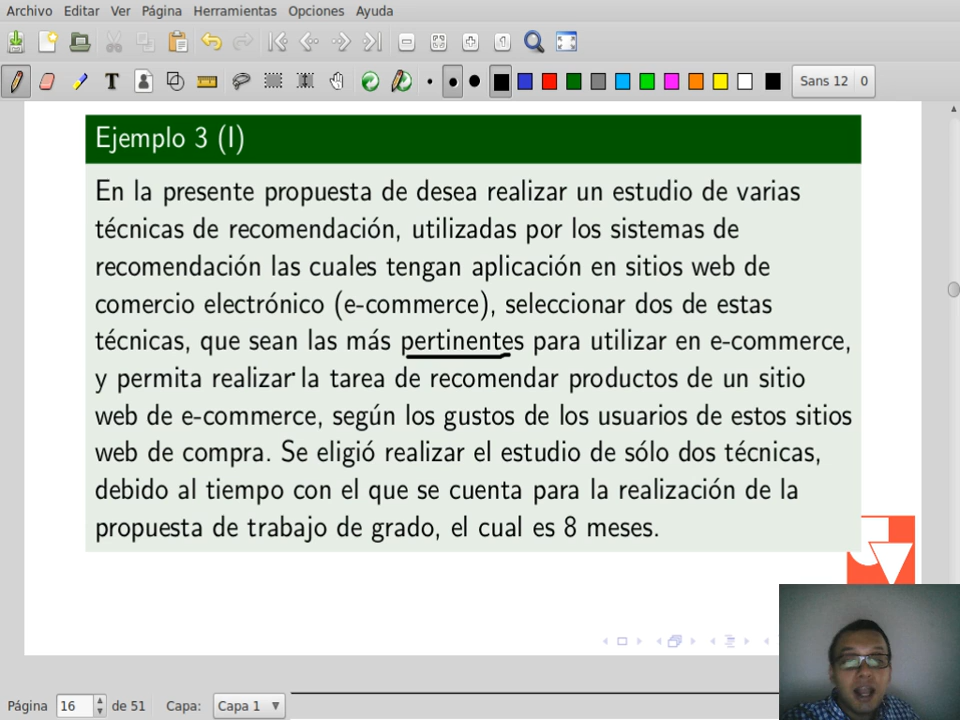 Archivo Editar Ver Página Herramientas Opciones Ayuda
T Sans 12 0
Ejemplo 3 (I)
En la presente propuesta de desea realizar un estudio de varias
técnicas de recomendación, utilizadas por los sistemas de
recomendación las cuales tengan aplicación en sitios web de
comercio electrónico (e-commerce), seleccionar dos de estas
técnicas, que sean las más pertinentes para utilizar en e-commerce,
y permita realizar la tarea de recomendar productos de un sitio
web de e-commerce, según los gustos de los usuarios de estos sitios
web de compra. Se eligió realizar el estudio de sólo dos técnicas,
debido al tiempo con el que se cuenta para la realización de la
propuesta de trabajo de grado, el cual es 8 meses.
Página 16 de 51 Capa: Capa 1